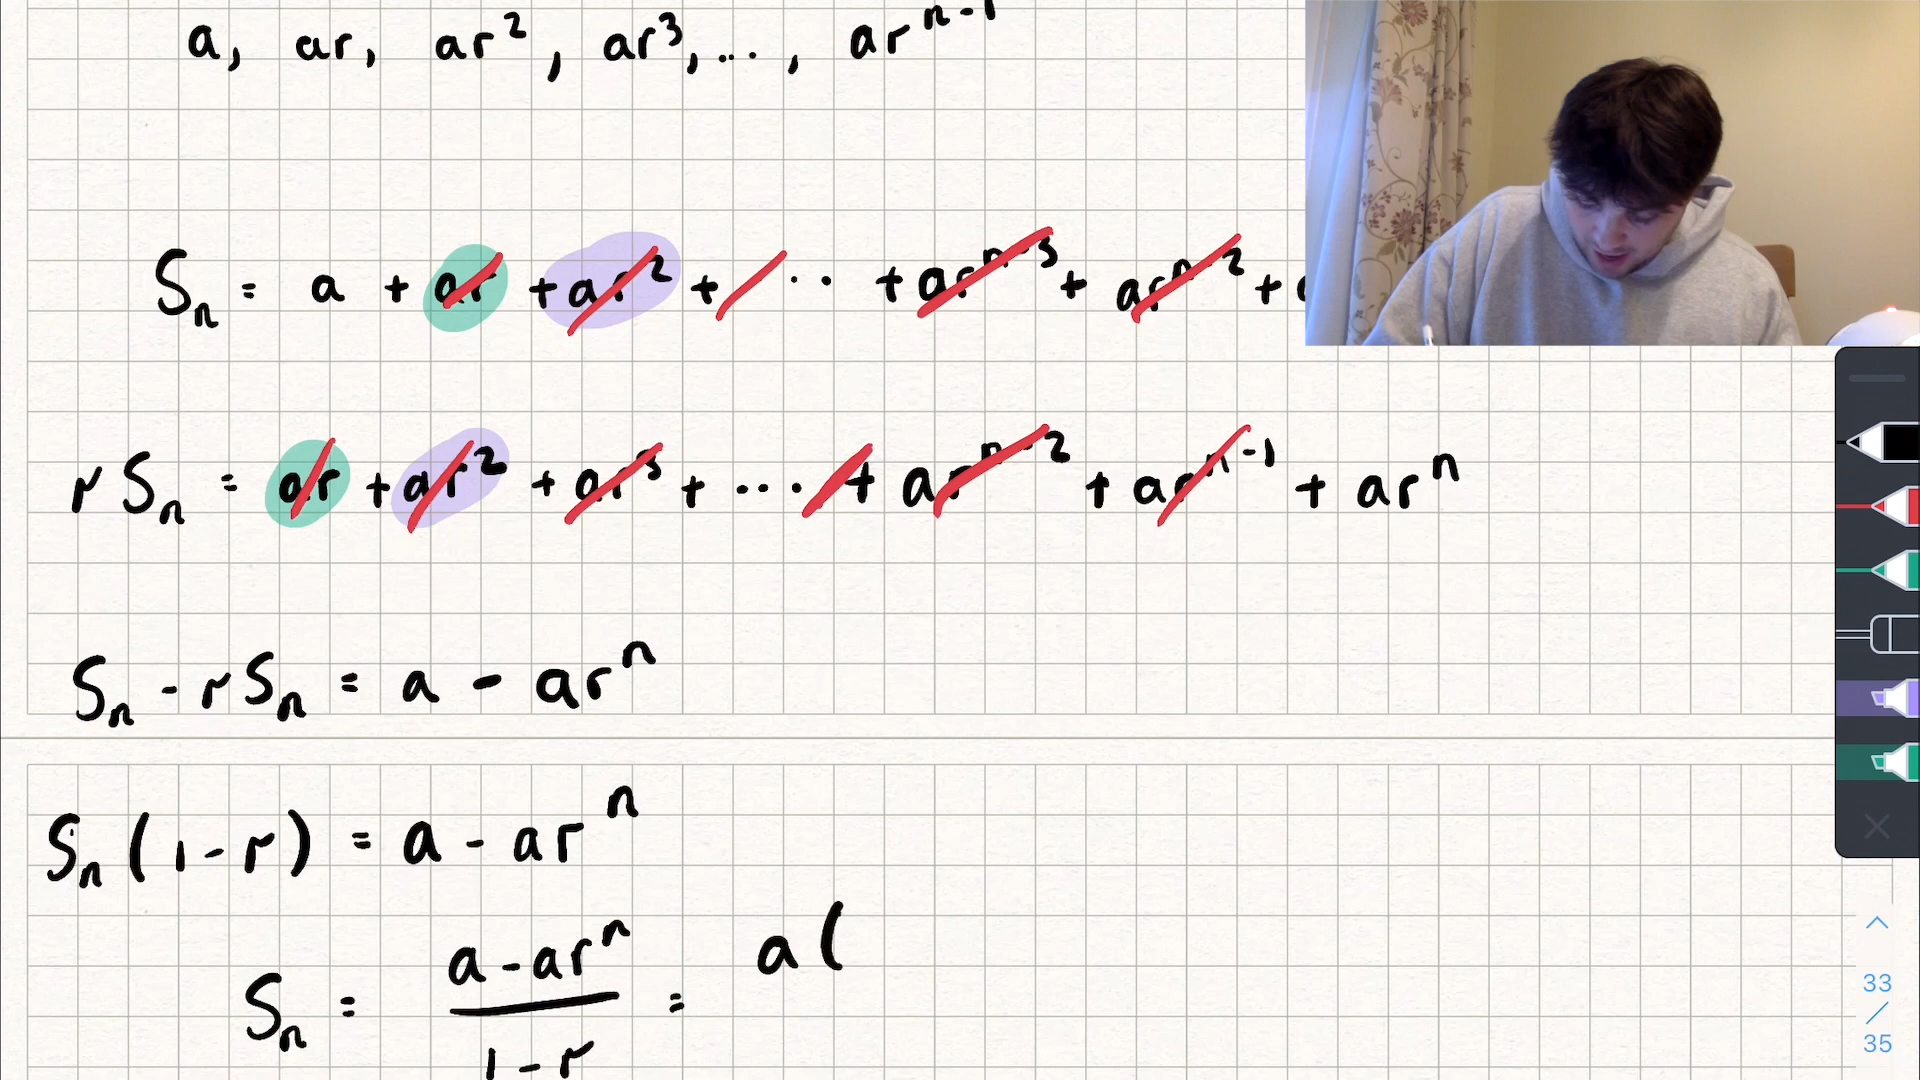 a, ar, ar², ar³, ..., arⁿ⁻¹
Sₙ = a + ar + ar² + ... + arⁿ⁻³ + arⁿ⁻² +
rSₙ = ar + ar² + ar³ + ... + arⁿ⁻² + arⁿ⁻¹ + arⁿ
Sₙ - rSₙ = a - arⁿ
Sₙ(1-r) = a - arⁿ
Sₙ = (a-arⁿ)/(1-r) = a(
33
/
35